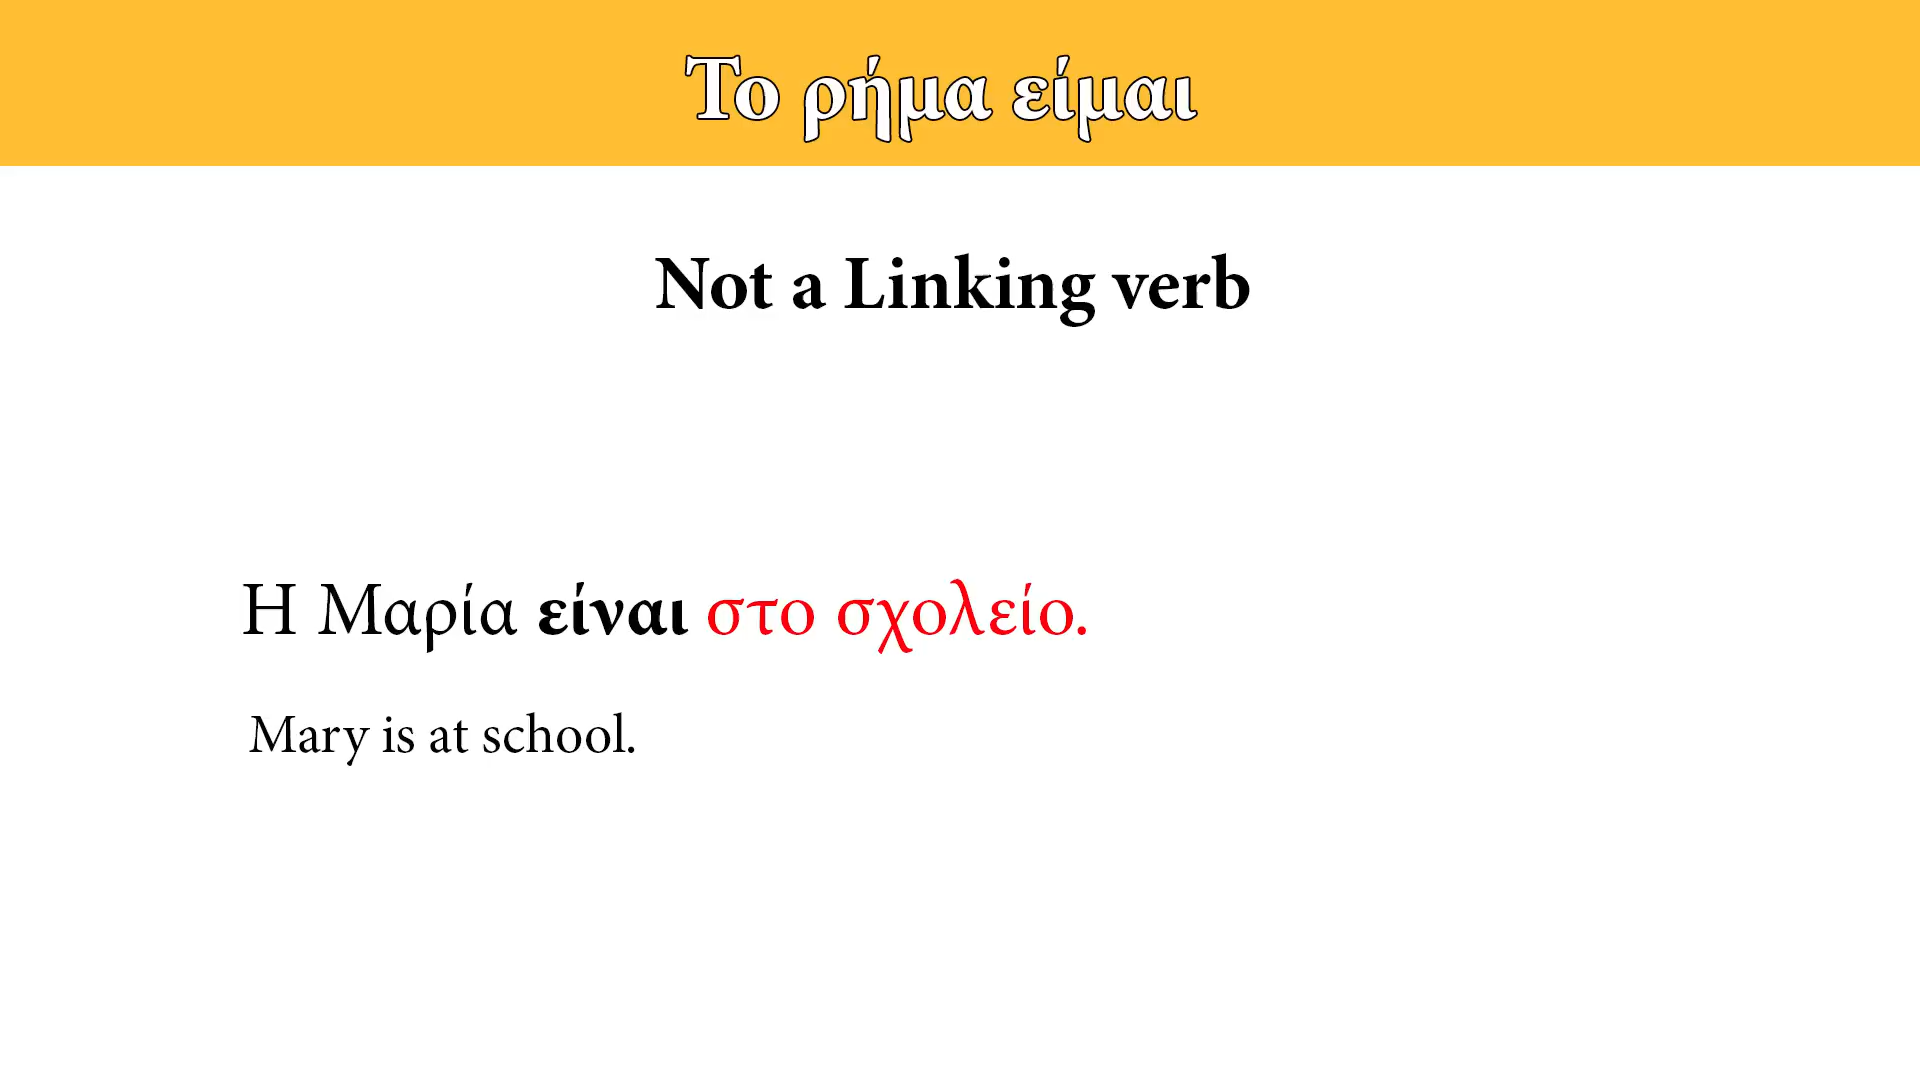 Το ρήμα είμαι
Not a Linking verb
Η Μαρία είναι στο σχολείο.
Mary is at school.